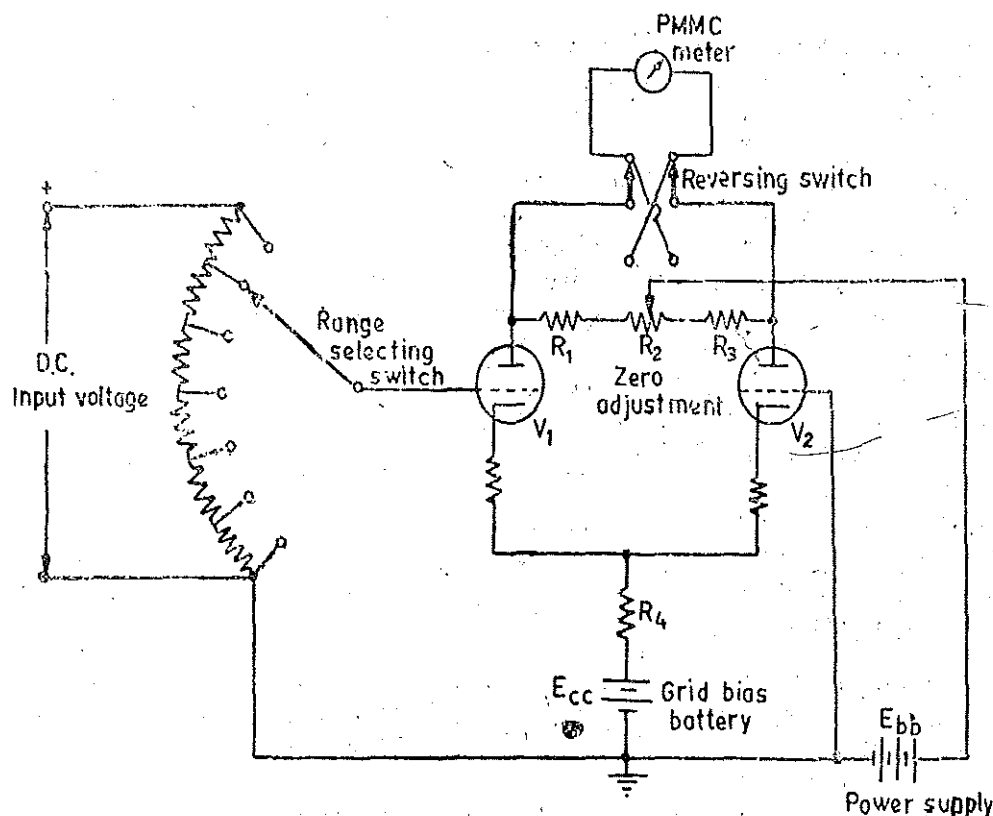 PMMC
meter
Reversing switch
+
D.C.
Input voltage
Range
selecting
switch
R1
R2
R3
Zero
adjustment
V1
V2
R4
Ecc
Grid bias
battery
Ebb
Power supply